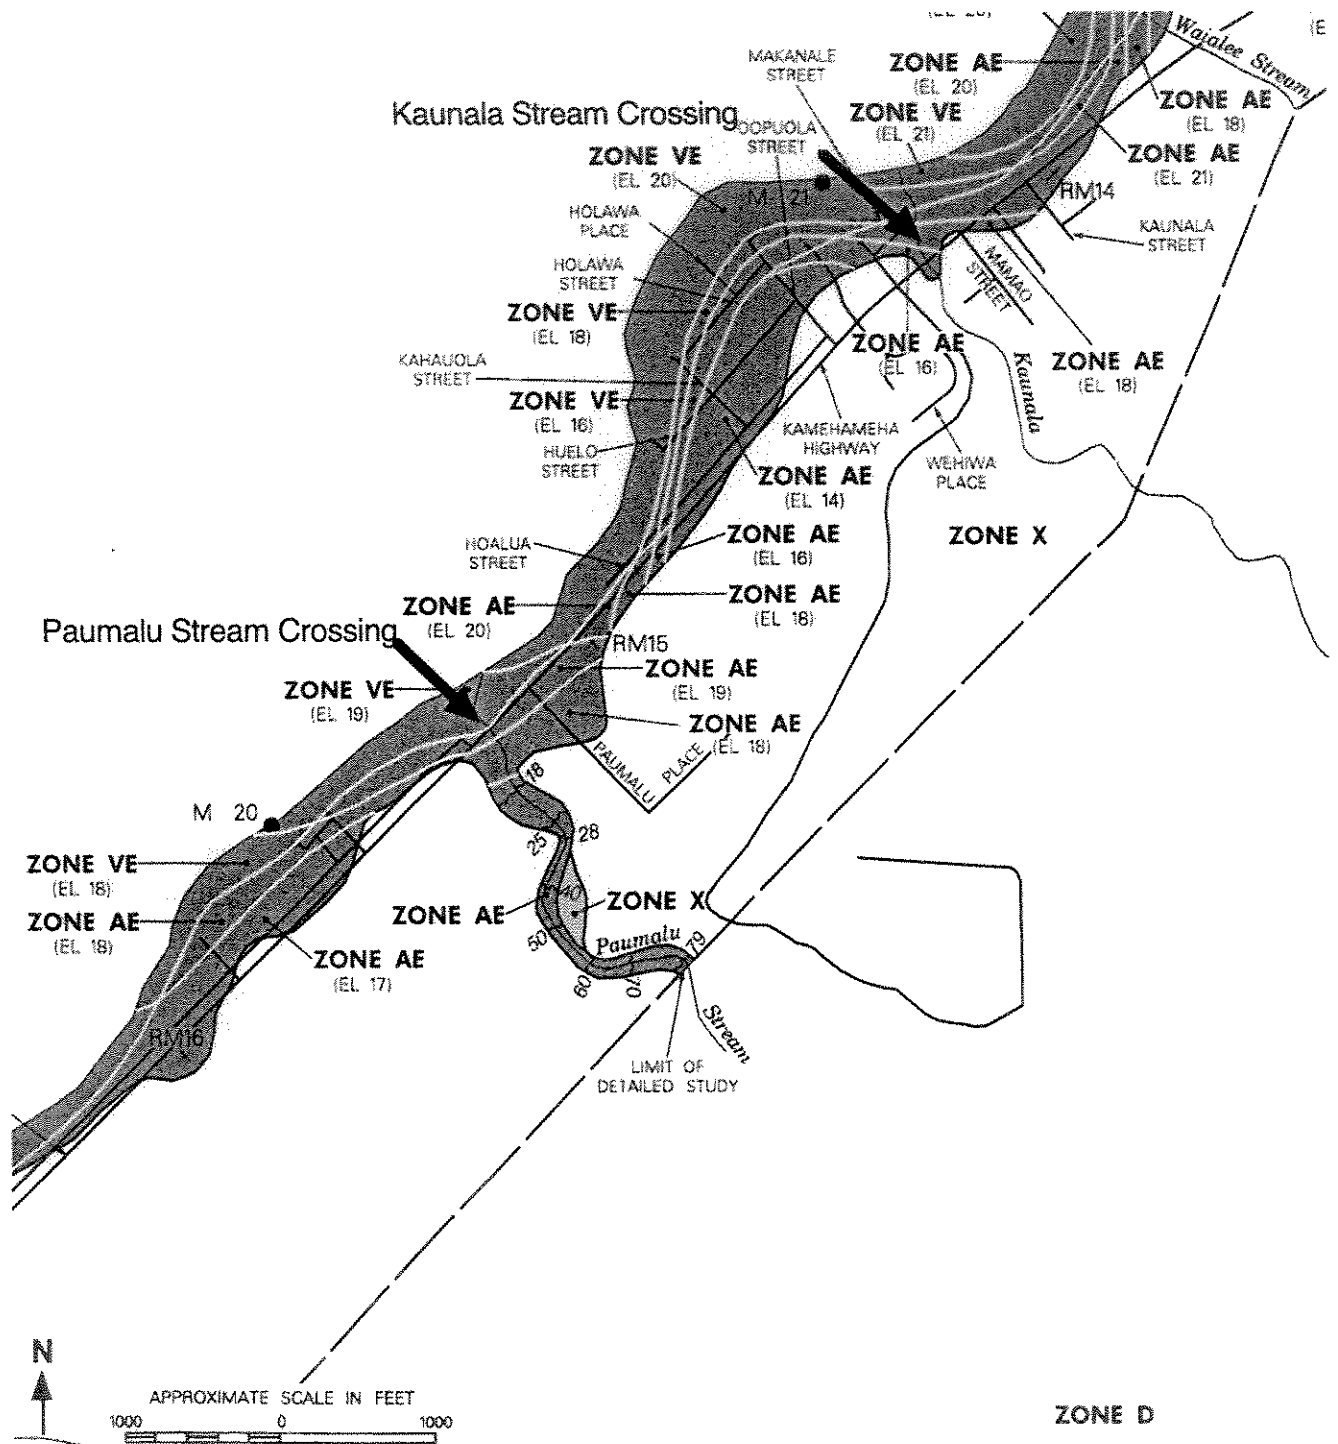 Waialee Stream
MAKANALE
STREET
ZONE AE
(EL 20)
ZONE AE
(EL 18)
Kaunala Stream Crossing
ZONE VE
(EL 21)
STREET
ZONE VE
(EL 20)
ZONE AE
(EL 21)
M 21
RM14
HOLAWA
PLACE
KAUNALA
STREET
MAMAO
STREET
HOLAWA
STREET
ZONE VE
(EL 18)
ZONE AE
(EL 16)
ZONE AE
(EL 18)
Kaunala
KAHAUOLA
STREET
ZONE VE
(EL 16)
KAMEHAMEHA
HIGHWAY
HUELO
STREET
WEHIWA
PLACE
ZONE AE
(EL 14)
ZONE X
ZONE AE
(EL 16)
HOALUA
STREET
ZONE AE
(EL 18)
ZONE AE
(EL 20)
Paumalu Stream Crossing
RM15
ZONE AE
(EL 19)
ZONE VE
(EL 19)
ZONE AE
(EL 18)
PAUMALU
PLACE
18
M 20
25
28
ZONE VE
(EL 18)
40
ZONE X
ZONE AE
ZONE AE
(EL 18)
50
Paumalu
79
ZONE AE
(EL 17)
60
70
Stream
RM16
LIMIT OF
DETAILED STUDY
N
APPROXIMATE SCALE IN FEET
1000 0 1000
ZONE D